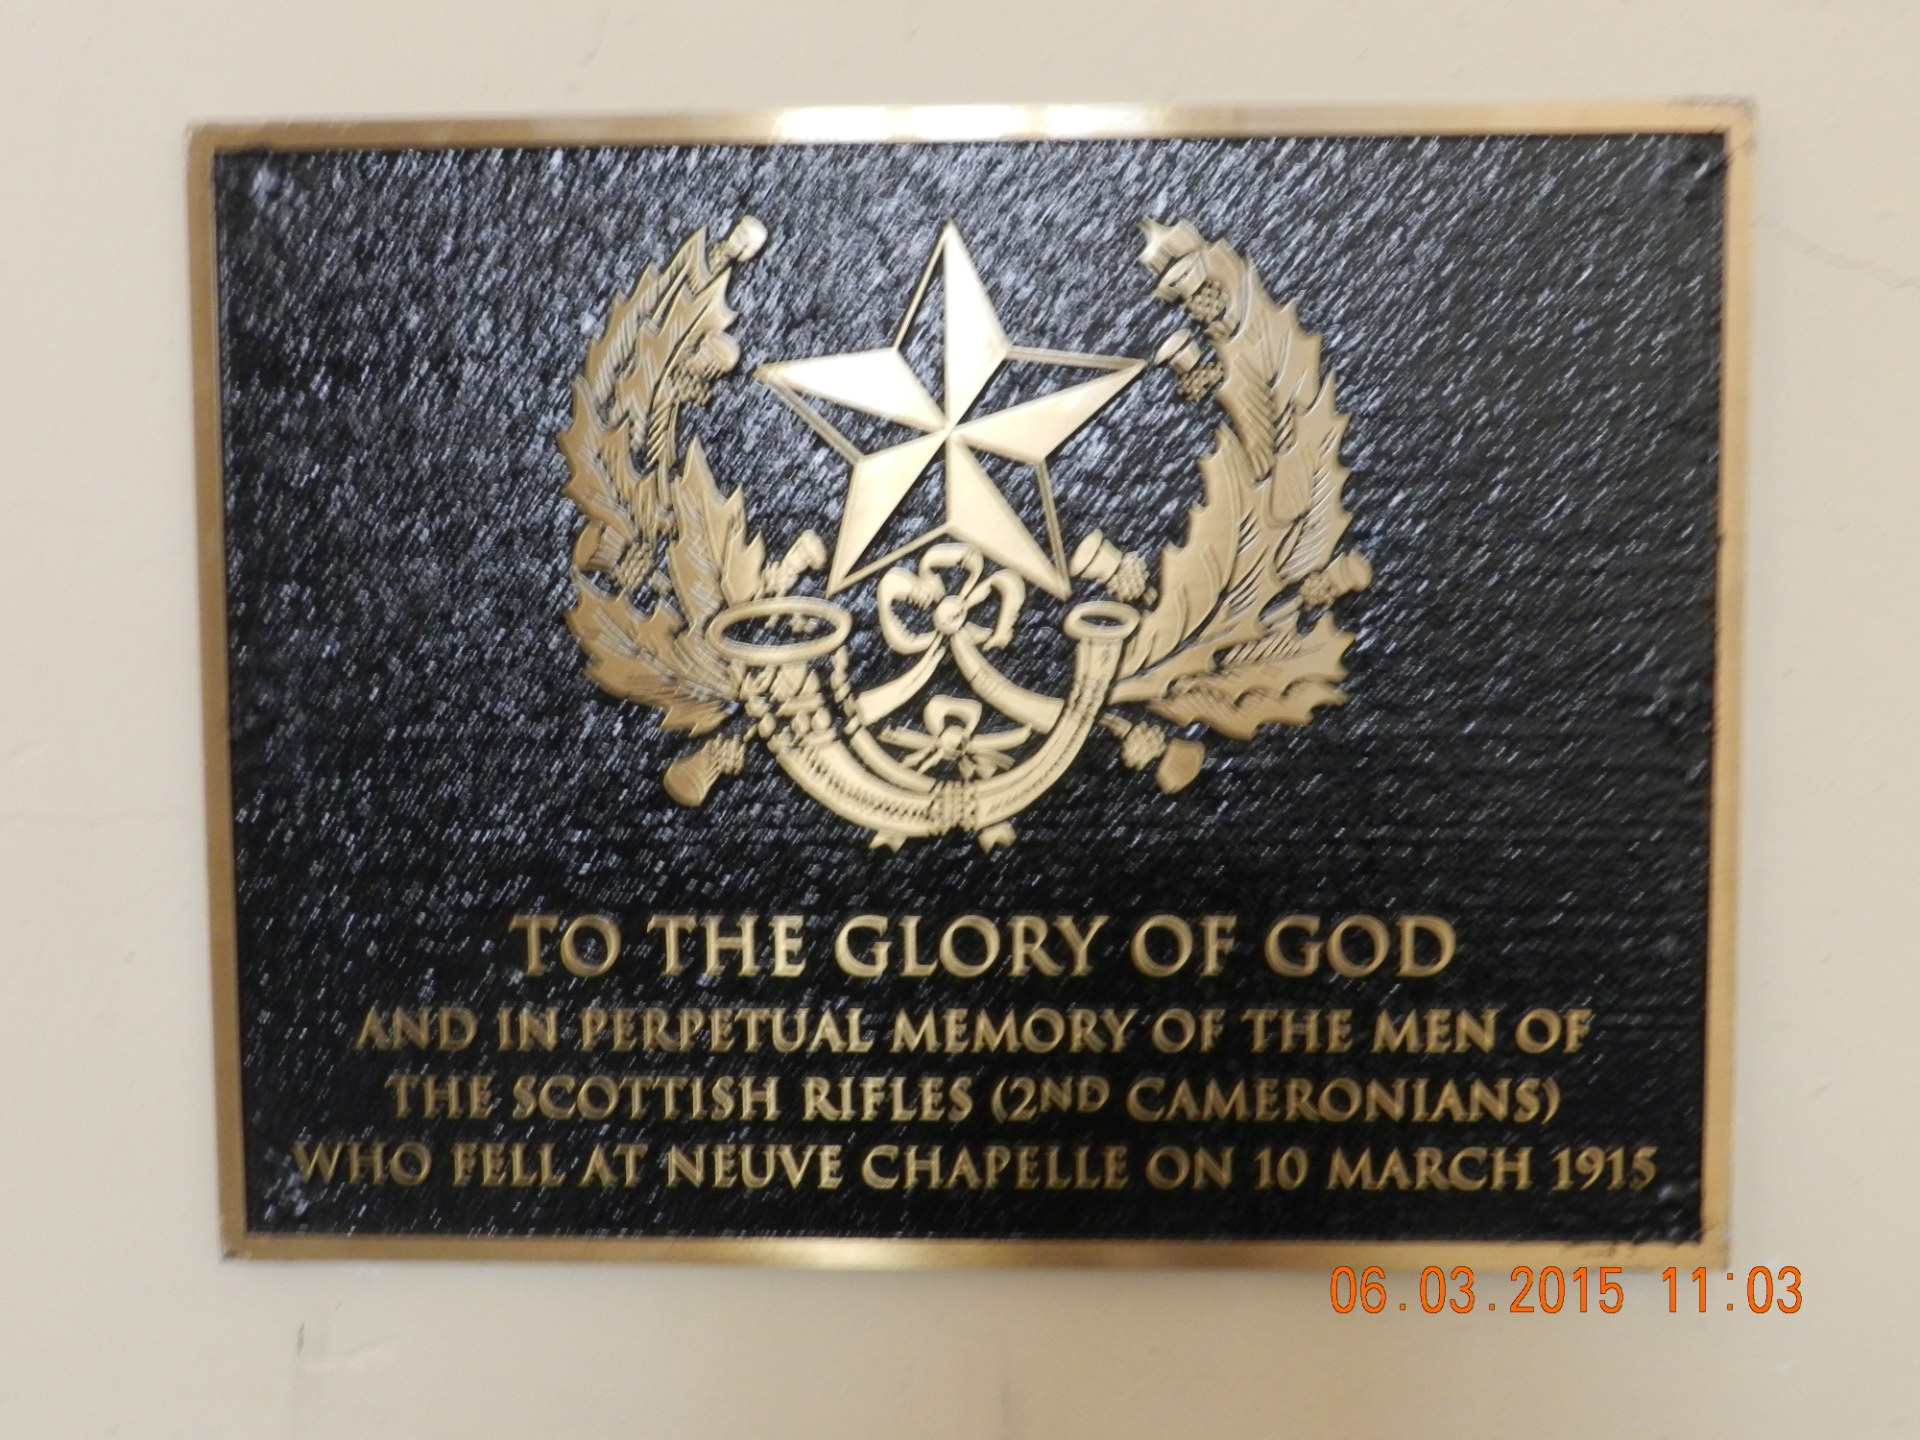 TO THE GLORY OF GOD
AND IN PERPETUAL MEMORY OF THE MEN OF
THE SCOTTISH RIFLES (2ND CAMERONIANS)
WHO FELL AT NEUVE CHAPELLE ON 10 MARCH 1915
06.03.2015 11:03